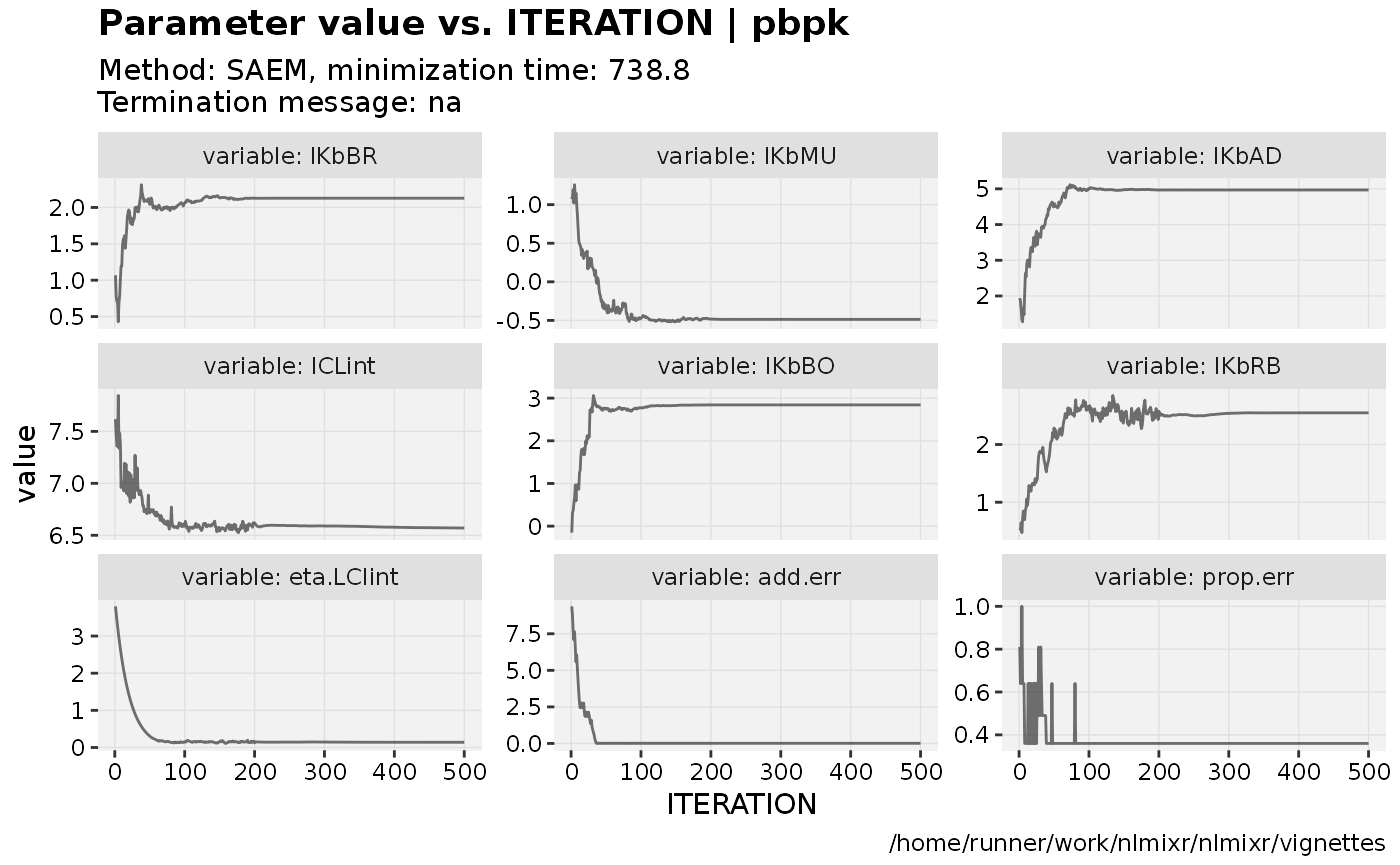 Parameter value vs. ITERATION | pbpk
Method: SAEM, minimization time: 738.8
Termination message: na
variable: lKbBR
variable: lKbMU
variable: lKbAD
2.0
1.5
1.0
0.5
1.0
0.5
0.0
-0.5
5
4
3
2
variable: lCLint
variable: lKbBO
variable: lKbRB
7.5
7.0
6.5
3
2
1
0
2
1
variable: eta.LClint
variable: add.err
variable: prop.err
3
2
1
0
7.5
5.0
2.5
0.0
1.0
0.8
0.6
0.4
0 100 200 300 400 500
0 100 200 300 400 500
0 100 200 300 400 500
value
ITERATION
/home/runner/work/nlmixr/nlmixr/vignettes